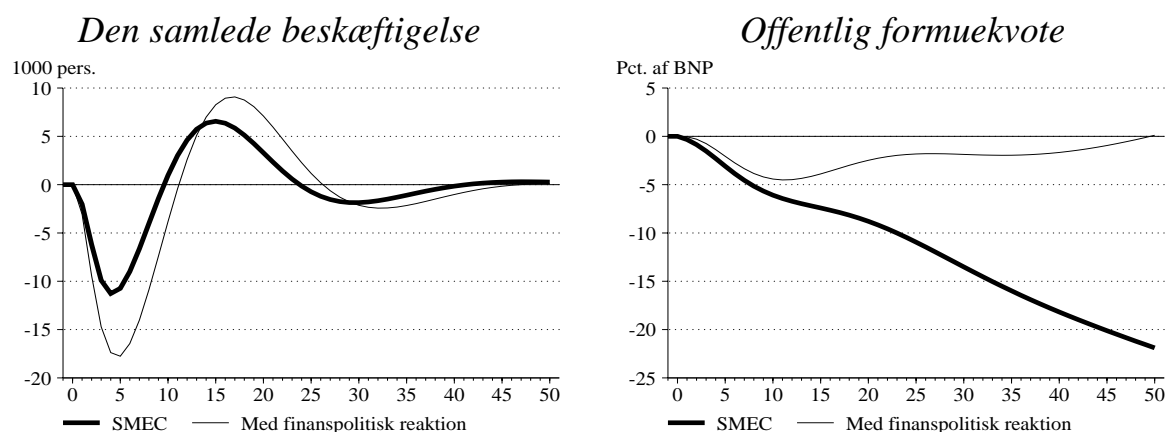 Den samlede beskæftigelse
1000 pers.
10
5
0
-5
-10
-15
-20
0 5 10 15 20 25 30 35 40 45 50
SMEC Med finanspolitisk reaktion
Offentlig formuekvote
Pct. af BNP
5
0
-5
-10
-15
-20
-25
0 5 10 15 20 25 30 35 40 45 50
SMEC Med finanspolitisk reaktion